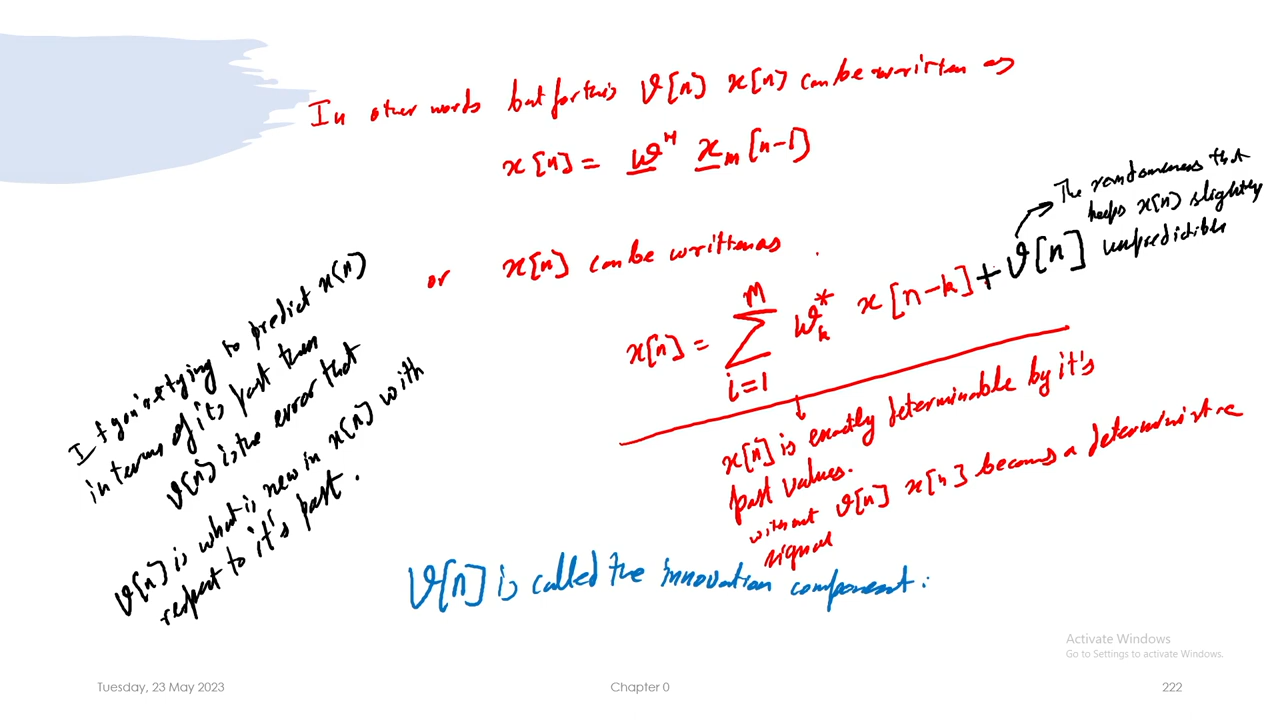 In other words but for this ϑ[n] x[n] can be written as
x[n] = w^H x_m[n-1]
or x[n] can be written as
x[n] = \sum_{i=1}^{M} w_k^* x[n-k] + ϑ[n]
The randomness that
keeps x[n] slightly
unpredictible
x[n] is exactly determinable by it's
past values.
without ϑ[n] x[n] becomes a deterministic
signal
If you're trying to predict x[n]
in terms of its past then
ϑ[n] is the error that
ϑ[n] is what is new in x[n] with
respect to it's past.
ϑ[n] is called the innovation component.
Activate Windows
Go to Settings to activate Windows.
Tuesday, 23 May 2023
Chapter 0
222